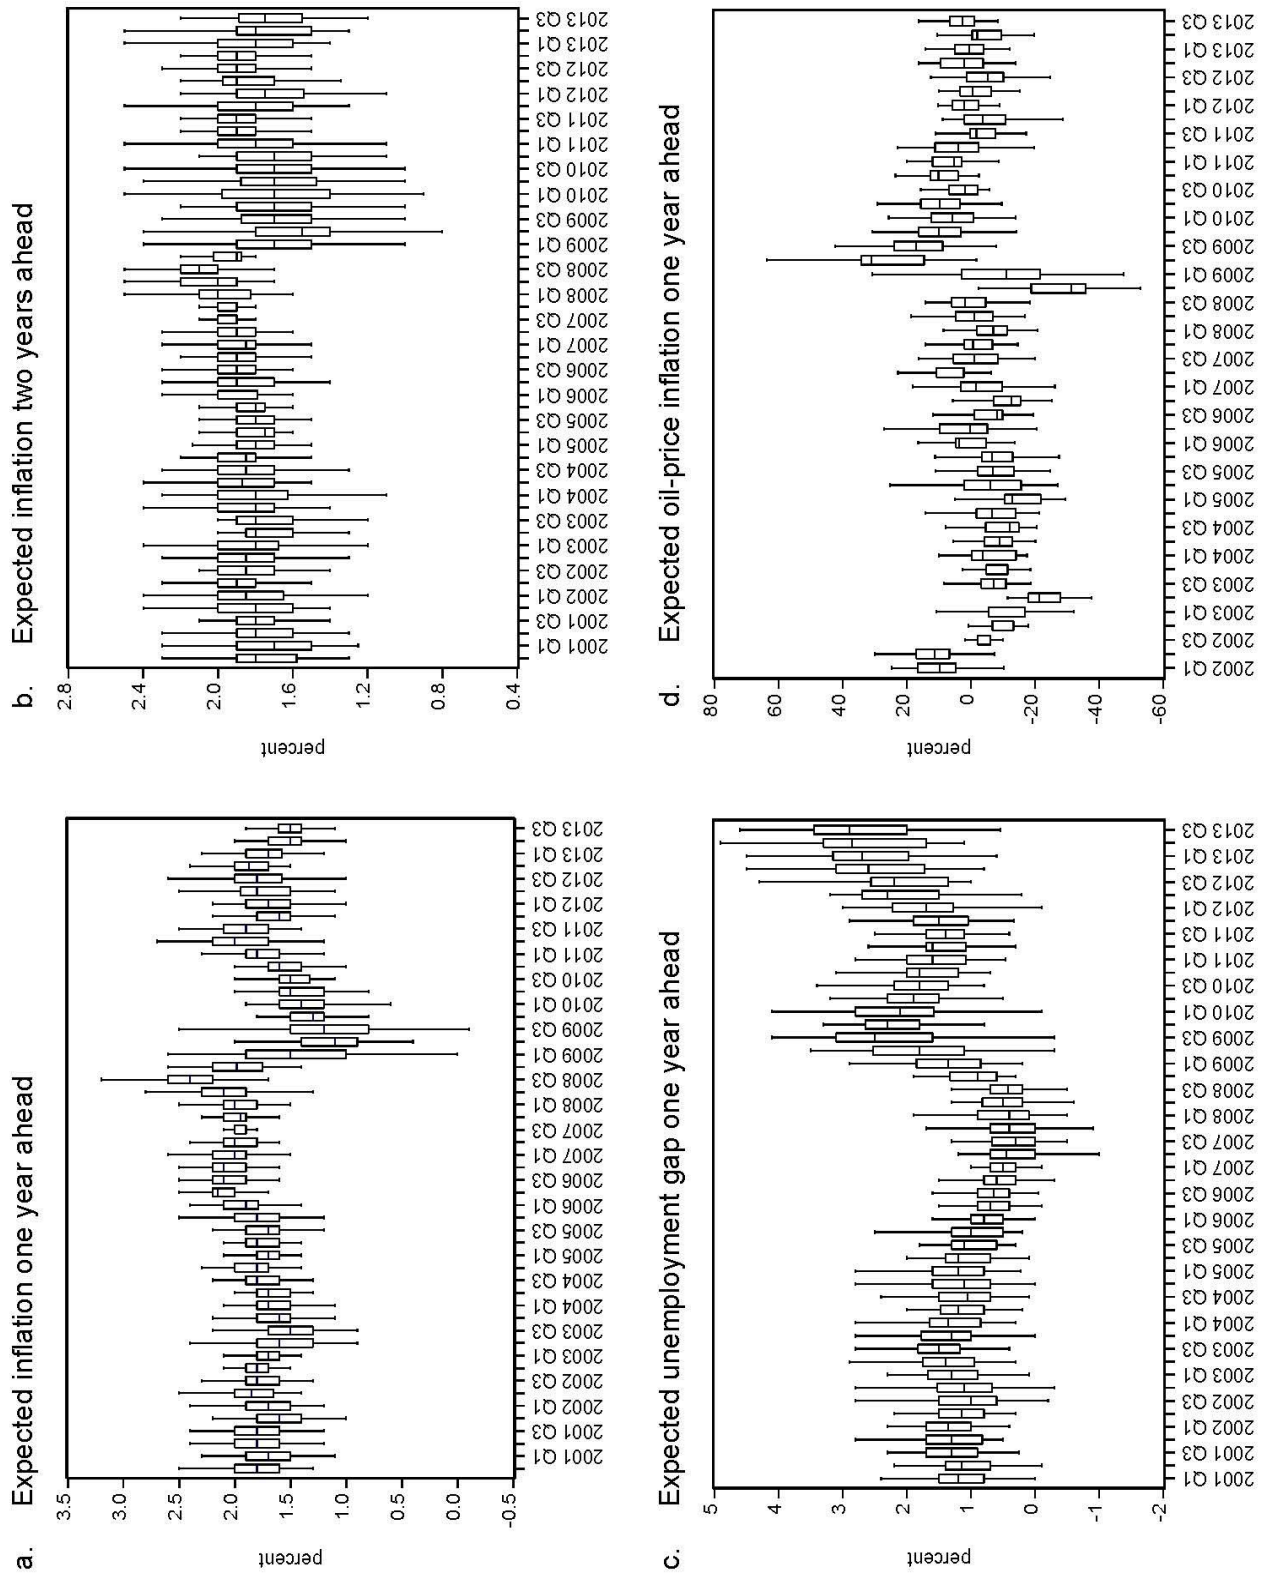 a. Expected inflation one year ahead
percent
3.5
3.0
2.5
2.0
1.5
1.0
0.5
0.0
-0.5
2001 Q1
2001 Q3
2002 Q1
2002 Q3
2003 Q1
2003 Q3
2004 Q1
2004 Q3
2005 Q1
2005 Q3
2006 Q1
2006 Q3
2007 Q1
2007 Q3
2008 Q1
2008 Q3
2009 Q1
2009 Q3
2010 Q1
2010 Q3
2011 Q1
2011 Q3
2012 Q1
2012 Q3
2013 Q1
2013 Q3
b. Expected inflation two years ahead
percent
2.8
2.4
2.0
1.6
1.2
0.8
0.4
2001 Q1
2001 Q3
2002 Q1
2002 Q3
2003 Q1
2003 Q3
2004 Q1
2004 Q3
2005 Q1
2005 Q3
2006 Q1
2006 Q3
2007 Q1
2007 Q3
2008 Q1
2008 Q3
2009 Q1
2009 Q3
2010 Q1
2010 Q3
2011 Q1
2011 Q3
2012 Q1
2012 Q3
2013 Q1
2013 Q3
c. Expected unemployment gap one year ahead
percent
5
4
3
2
1
0
-1
-2
2001 Q1
2001 Q3
2002 Q1
2002 Q3
2003 Q1
2003 Q3
2004 Q1
2004 Q3
2005 Q1
2005 Q3
2006 Q1
2006 Q3
2007 Q1
2007 Q3
2008 Q1
2008 Q3
2009 Q1
2009 Q3
2010 Q1
2010 Q3
2011 Q1
2011 Q3
2012 Q1
2012 Q3
2013 Q1
2013 Q3
d. Expected oil-price inflation one year ahead
percent
80
60
40
20
0
-20
-40
-60
2002 Q1
2002 Q3
2003 Q1
2003 Q3
2004 Q1
2004 Q3
2005 Q1
2005 Q3
2006 Q1
2006 Q3
2007 Q1
2007 Q3
2008 Q1
2008 Q3
2009 Q1
2009 Q3
2010 Q1
2010 Q3
2011 Q1
2011 Q3
2012 Q1
2012 Q3
2013 Q1
2013 Q3